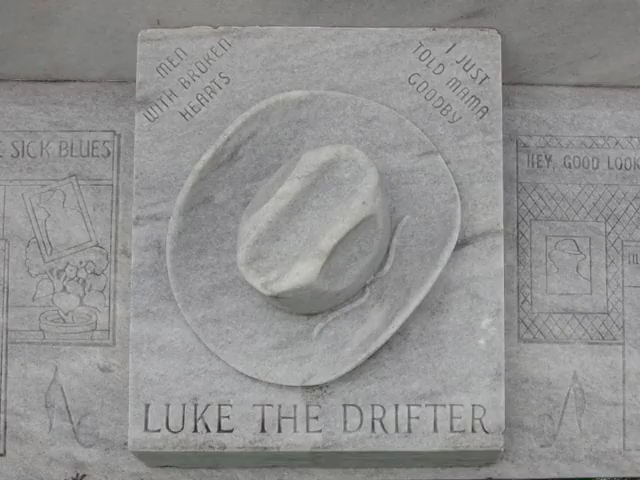 MEN
WITH BROKEN
HEARTS
I JUST
TOLD MAMA
GOODBY
SICK BLUES
HEY, GOOD LOOK
LUKE THE DRIFTER